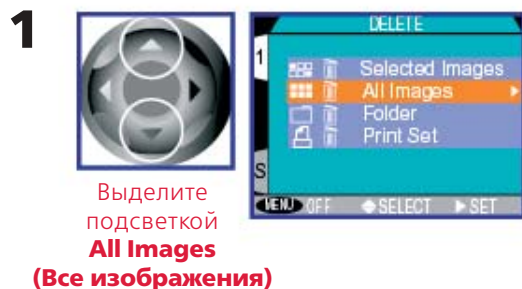 1
Выделите
подсветкой
All Images
(Все изображения)
DELETE
1
Selected Images
All Images
Folder
Print Set
S
MENU OFF SELECT SET